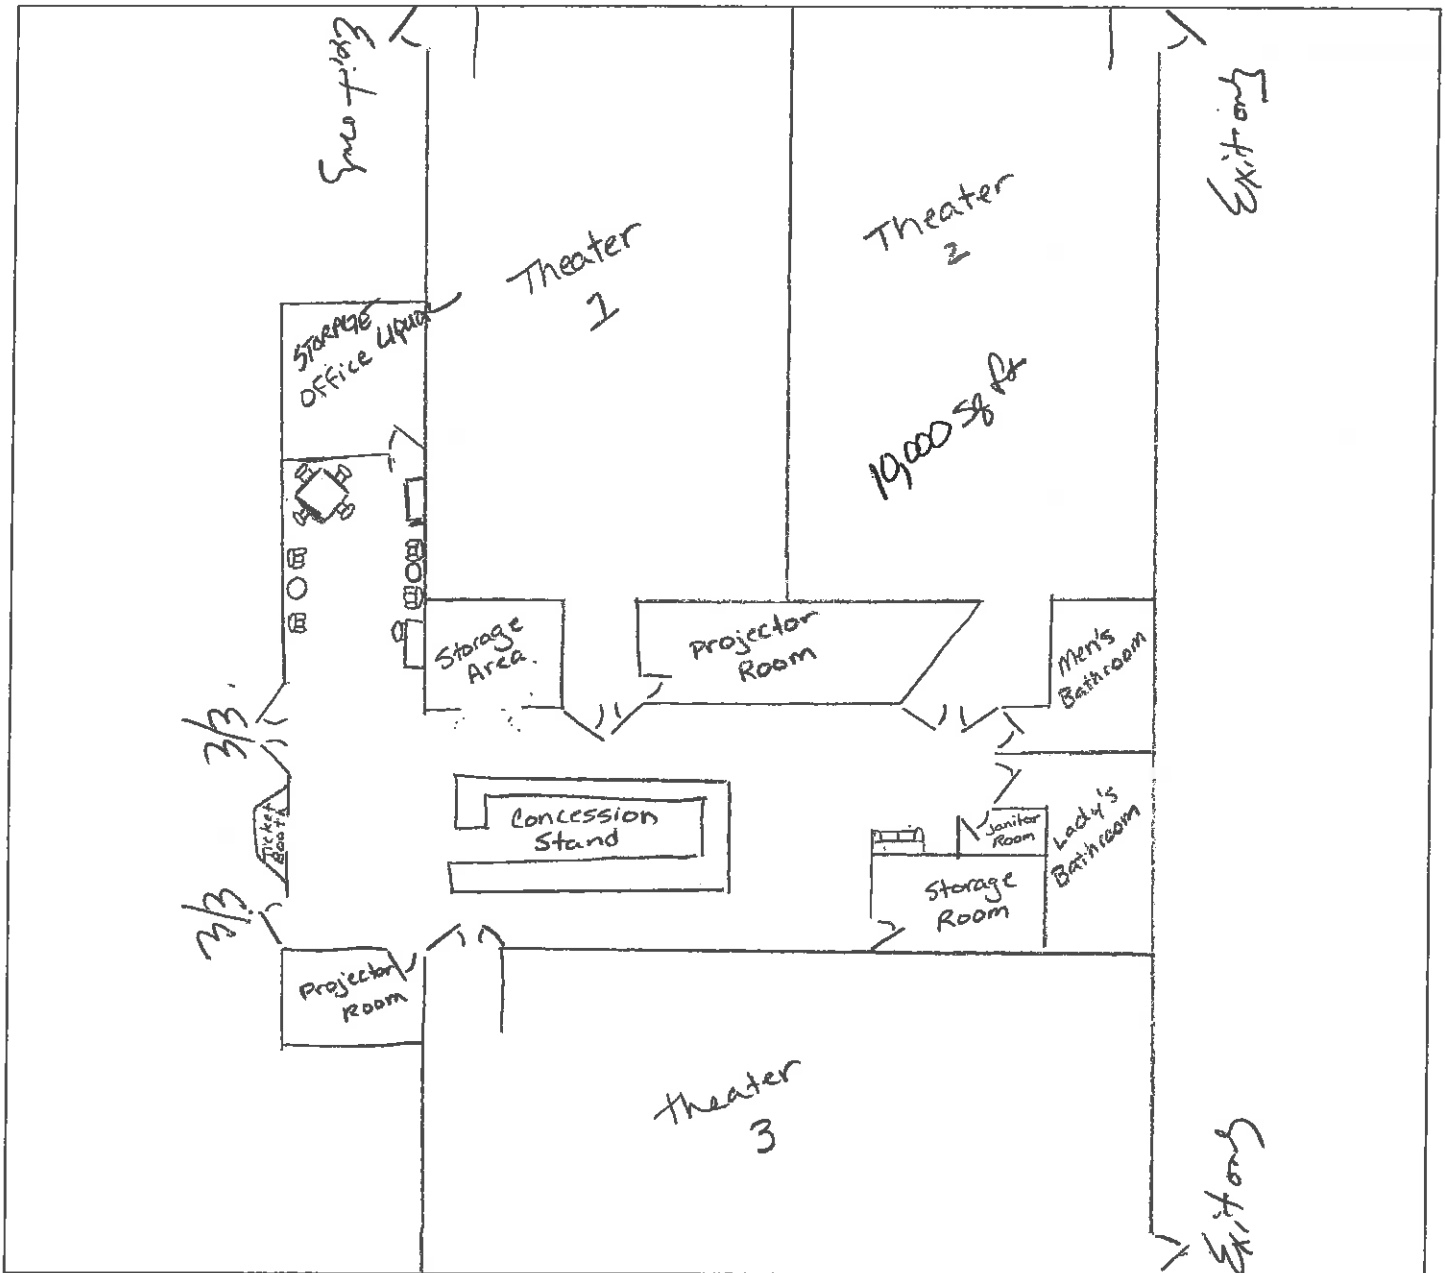 Exit only
Exit only
Theater
1
Theater
2
STORAGE
Office Liquor
10,000 sq ft
Storage
Area.
Projector
Room
Men's
Bathroom
3/3
Ticket
Booth
Concession
Stand
Janitor
Room
Lady's
Bathroom
Storage
Room
3/3
Projector
Room
theater
3
Exit only